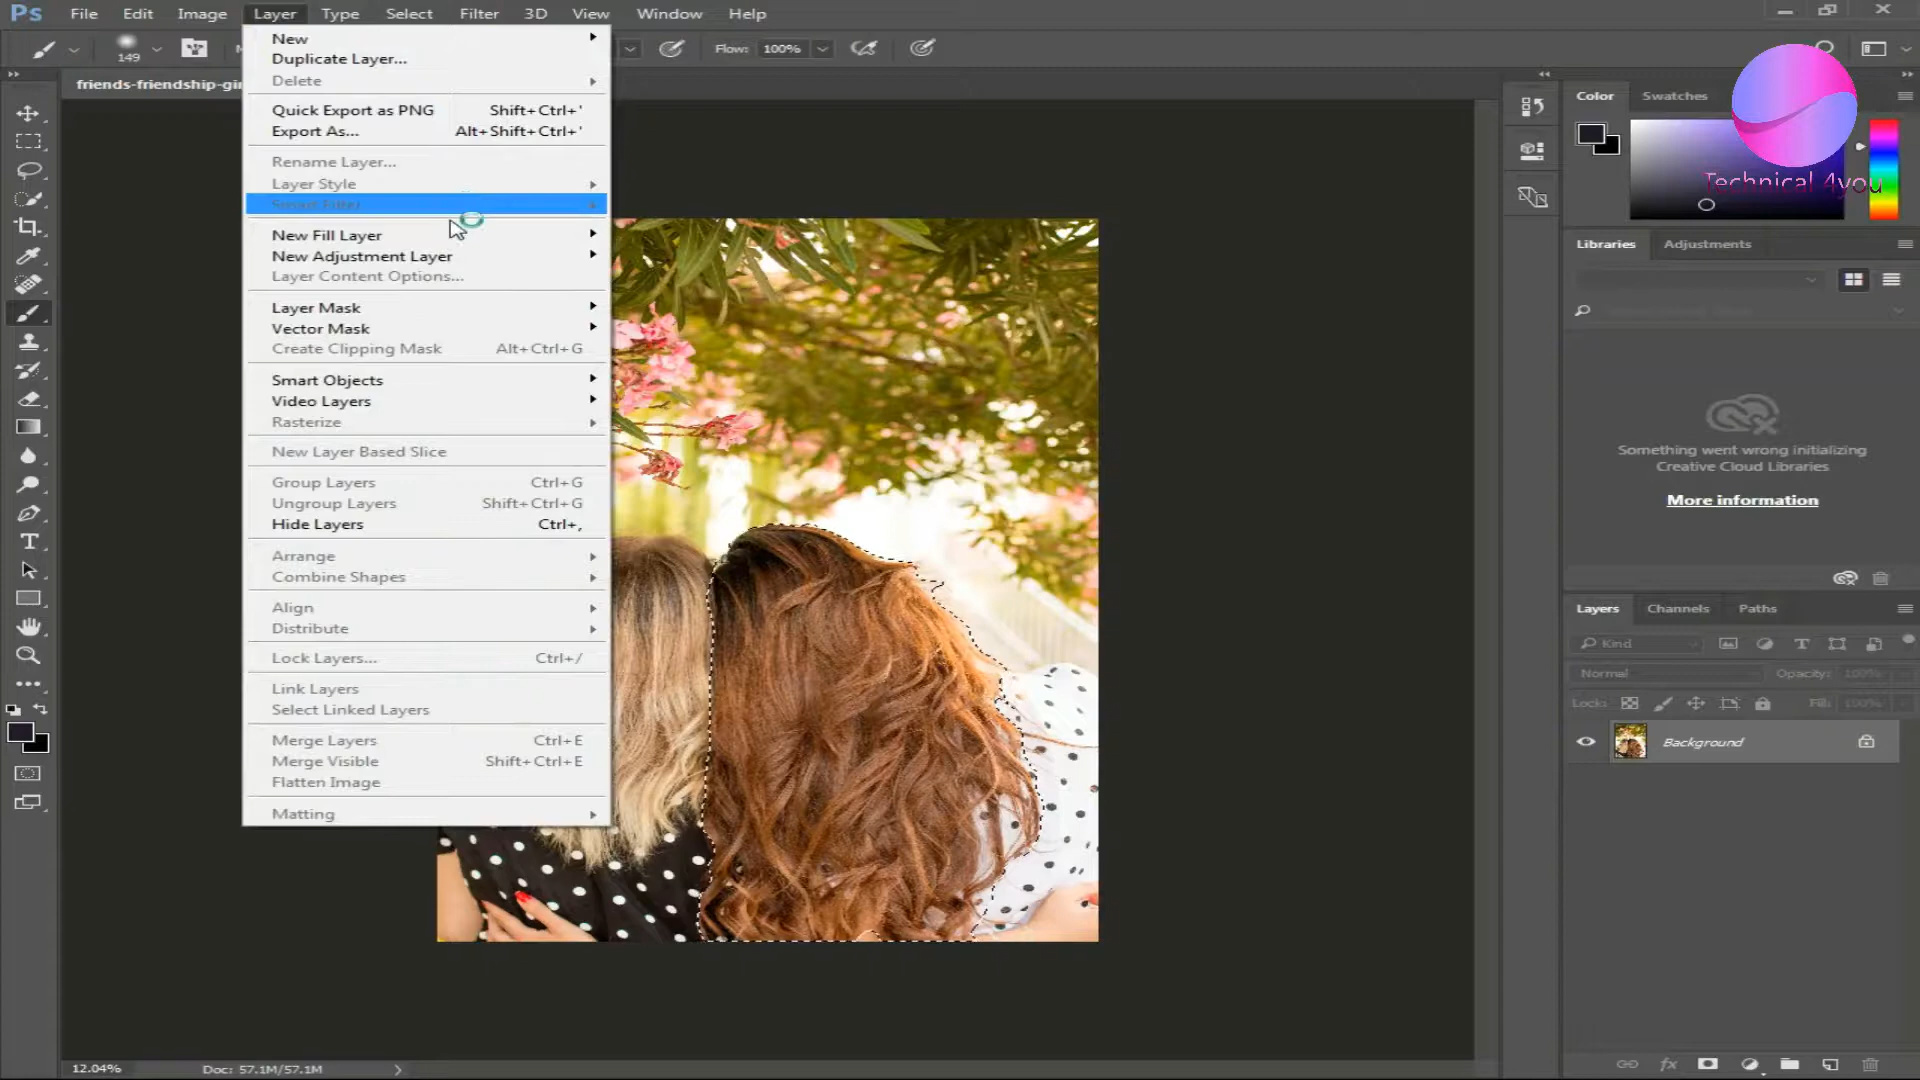 Ps File Edit Image Layer Type Select Filter 3D View Window Help
149
Flow: 100%
friends-friendship-gir
New
Duplicate Layer...
Delete
Quick Export as PNG Shift+Ctrl+'
Export As... Alt+Shift+Ctrl+'
Rename Layer...
Layer Style
Smart Filter
New Fill Layer
New Adjustment Layer
Layer Content Options...
Layer Mask
Vector Mask
Create Clipping Mask Alt+Ctrl+G
Smart Objects
Video Layers
Rasterize
New Layer Based Slice
Group Layers Ctrl+G
Ungroup Layers Shift+Ctrl+G
Hide Layers Ctrl+,
Arrange
Combine Shapes
Align
Distribute
Lock Layers... Ctrl+/
Link Layers
Select Linked Layers
Merge Layers Ctrl+E
Merge Visible Shift+Ctrl+E
Flatten Image
Matting
Color Swatches
Technical 4you
Libraries Adjustments
Something went wrong initializing
Creative Cloud Libraries
More information
Layers Channels Paths
Kind
Normal Opacity: 100%
Lock: Fill: 100%
Background
12.04% Doc: 57.1M/57.1M